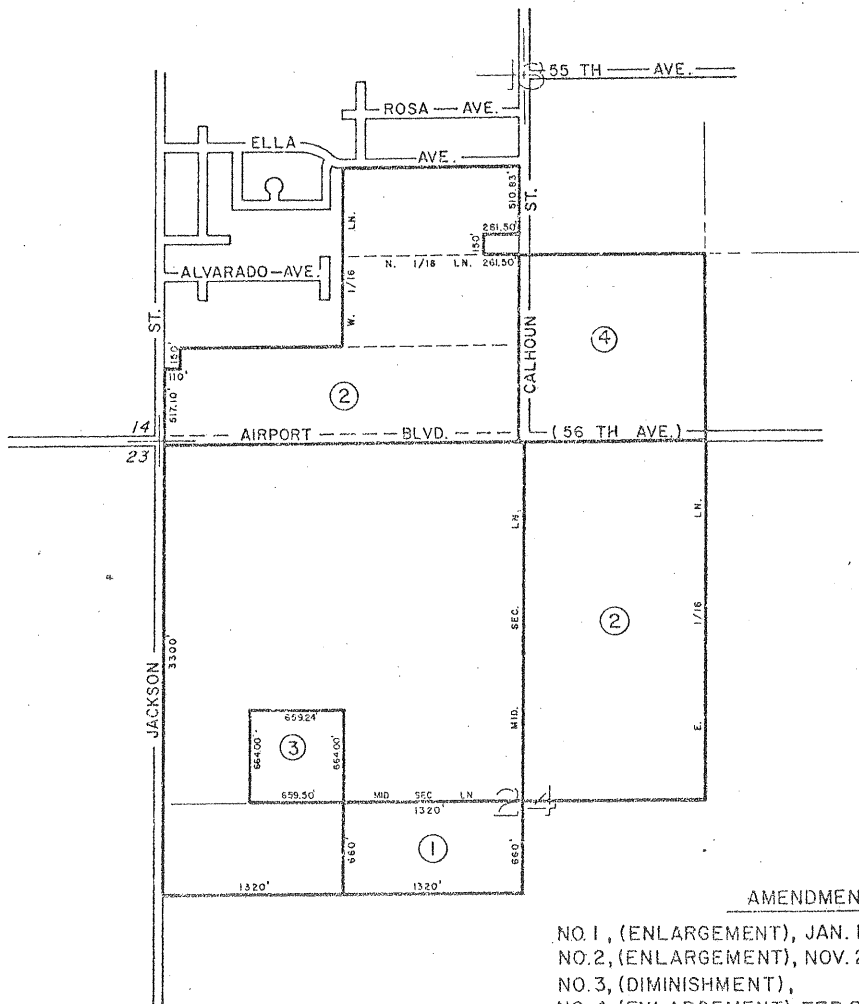 13
55 TH AVE.
ROSA AVE.
ELLA AVE.
510.83'
ST.
LN.
261.50'
150'
N. 1/16 LN. 261.50'
ALVARADO AVE.
1/16
W.
ST.
CALHOUN
4
150'
110'
2
517.10'
14
AIRPORT BLVD. (56 TH AVE.)
23
LN.
LN.
SEC.
1/16
2
3300'
JACKSON
MID.
E.
659.24'
664.00'
3
664.00'
659.50'
MID SEC LN
1320'
24
660'
1
660'
1320'
1320'
NO. 1, (ENLARGEMENT), JAN.
NO. 2, (ENLARGEMENT), NOV. 2
NO. 3, (DIMINISHMENT),